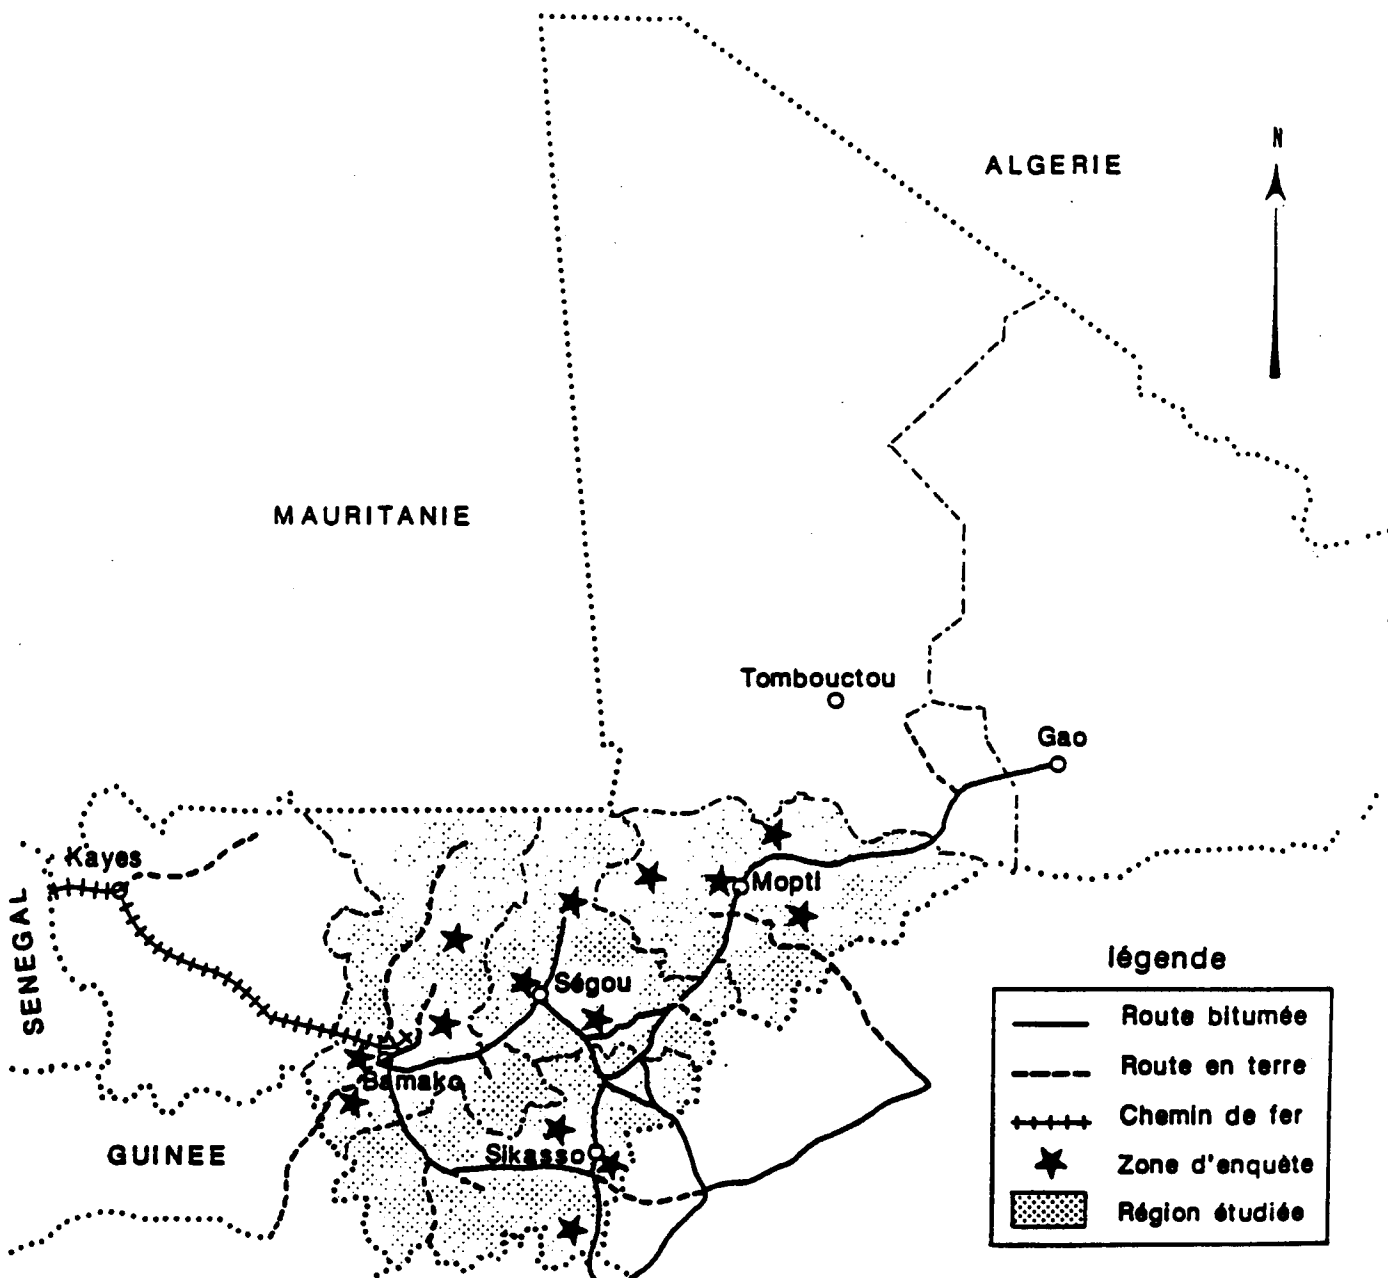 N
ALGERIE
MAURITANIE
Tombouctou
Gao
Kayes
Mopti
SENEGAL
Ségou
Bamako
GUINEE
Sikasso
légende
Route bitumée
Route en terre
Chemin de fer
Zone d'enquète
Région étudiée